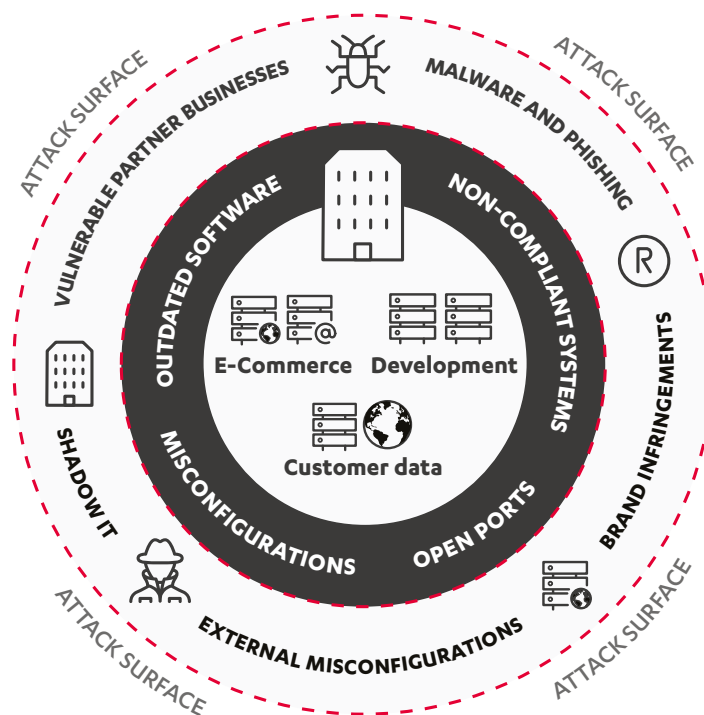 ATTACK SURFACE
ATTACK SURFACE
VULNERABLE PARTNER BUSINESSES
MALWARE AND PHISHING
OUTDATED SOFTWARE
NON-COMPLIANT SYSTEMS
R
@
E-Commerce
Development
Customer data
BRAND INFRINGEMENTS
SHADOW IT
MISCONFIGURATIONS
OPEN PORTS
EXTERNAL MISCONFIGURATIONS
ATTACK SURFACE
ATTACK SURFACE